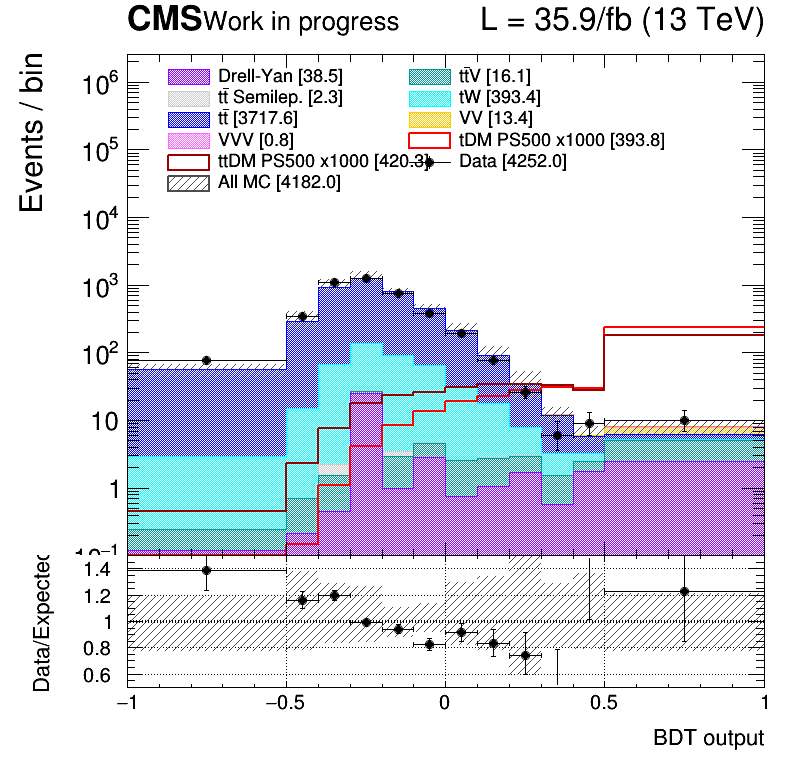 CMS Work in progress L = 35.9/fb (13 TeV)
Events / bin
Drell-Yan [38.5]
tt̄ Semilep. [2.3]
tt̄ [3717.6]
VVV [0.8]
ttDM PS500 x1000 [420.3]
All MC [4182.0]
tt̄V [16.1]
tW [393.4]
VV [13.4]
tDM PS500 x1000 [393.8]
Data [4252.0]
10⁶
10⁵
10⁴
10³
10²
10
1
10⁻¹
Data/Expected
1.4
1.2
1
0.8
0.6
−1 −0.5 0 0.5 1
BDT output